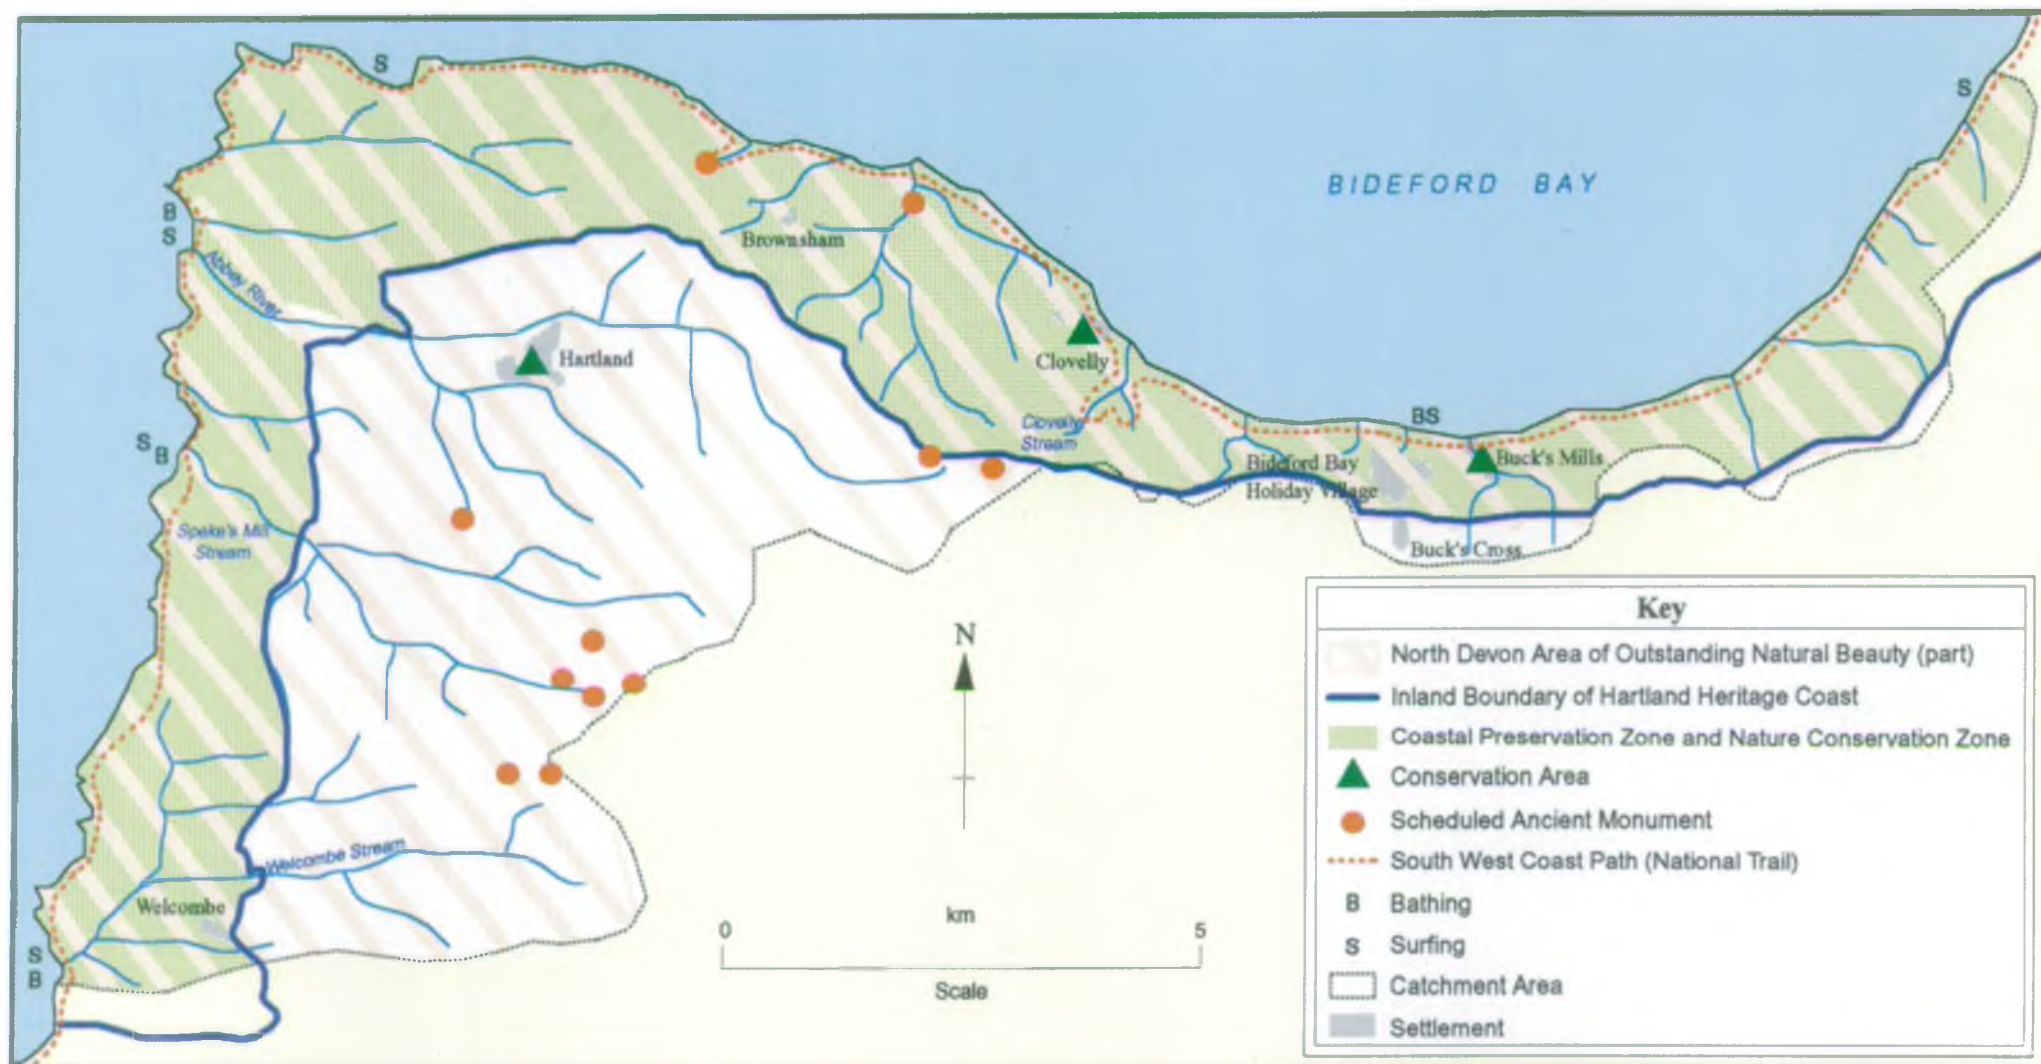 S
S
BIDEFORD BAY
B
S
Brownsham
Abbey River
Hartland
Clovelly
Clovelly
Stream
BS
S
B
Bideford Bay
Holiday Village
Buck's Mills
Speke's Mill
Stream
Buck's Cross
N
Welcombe Stream
Welcombe
S
B
0 km 5
Scale
Key
North Devon Area of Outstanding Natural Beauty (part)
Inland Boundary of Hartland Heritage Coast
Coastal Preservation Zone and Nature Conservation Zone
Conservation Area
Scheduled Ancient Monument
South West Coast Path (National Trail)
B Bathing
S Surfing
Catchment Area
Settlement